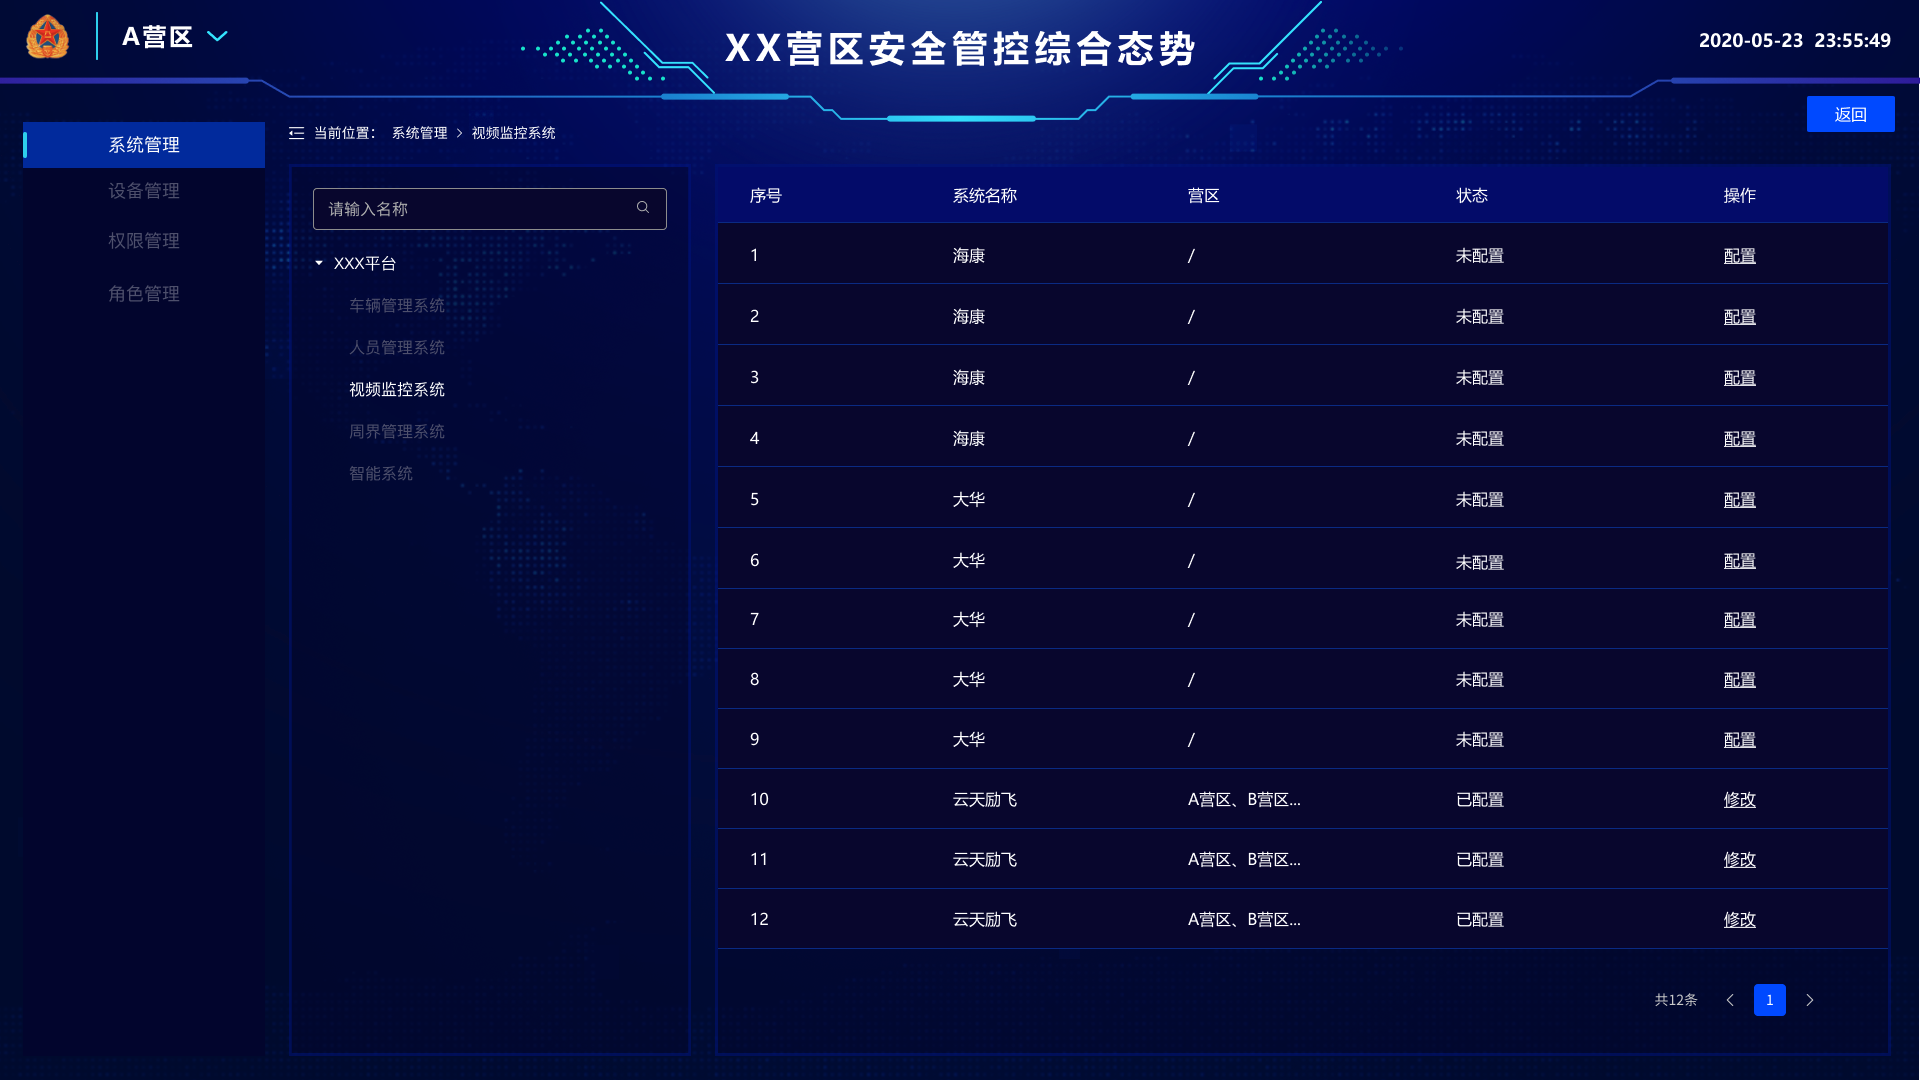 A营区
XX营区安全管控综合态势
2020-05-23 23:55:49
返回
系统管理
设备管理
权限管理
角色管理
当前位置： 系统管理 > 视频监控系统
请输入名称
XXX平台
车辆管理系统
人员管理系统
视频监控系统
周界管理系统
智能系统
序号 系统名称 营区 状态 操作
1 海康 / 未配置 配置
2 海康 / 未配置 配置
3 海康 / 未配置 配置
4 海康 / 未配置 配置
5 大华 / 未配置 配置
6 大华 / 未配置 配置
7 大华 / 未配置 配置
8 大华 / 未配置 配置
9 大华 / 未配置 配置
10 云天励飞 A营区、B营区... 已配置 修改
11 云天励飞 A营区、B营区... 已配置 修改
12 云天励飞 A营区、B营区... 已配置 修改
共12条 < 1 >